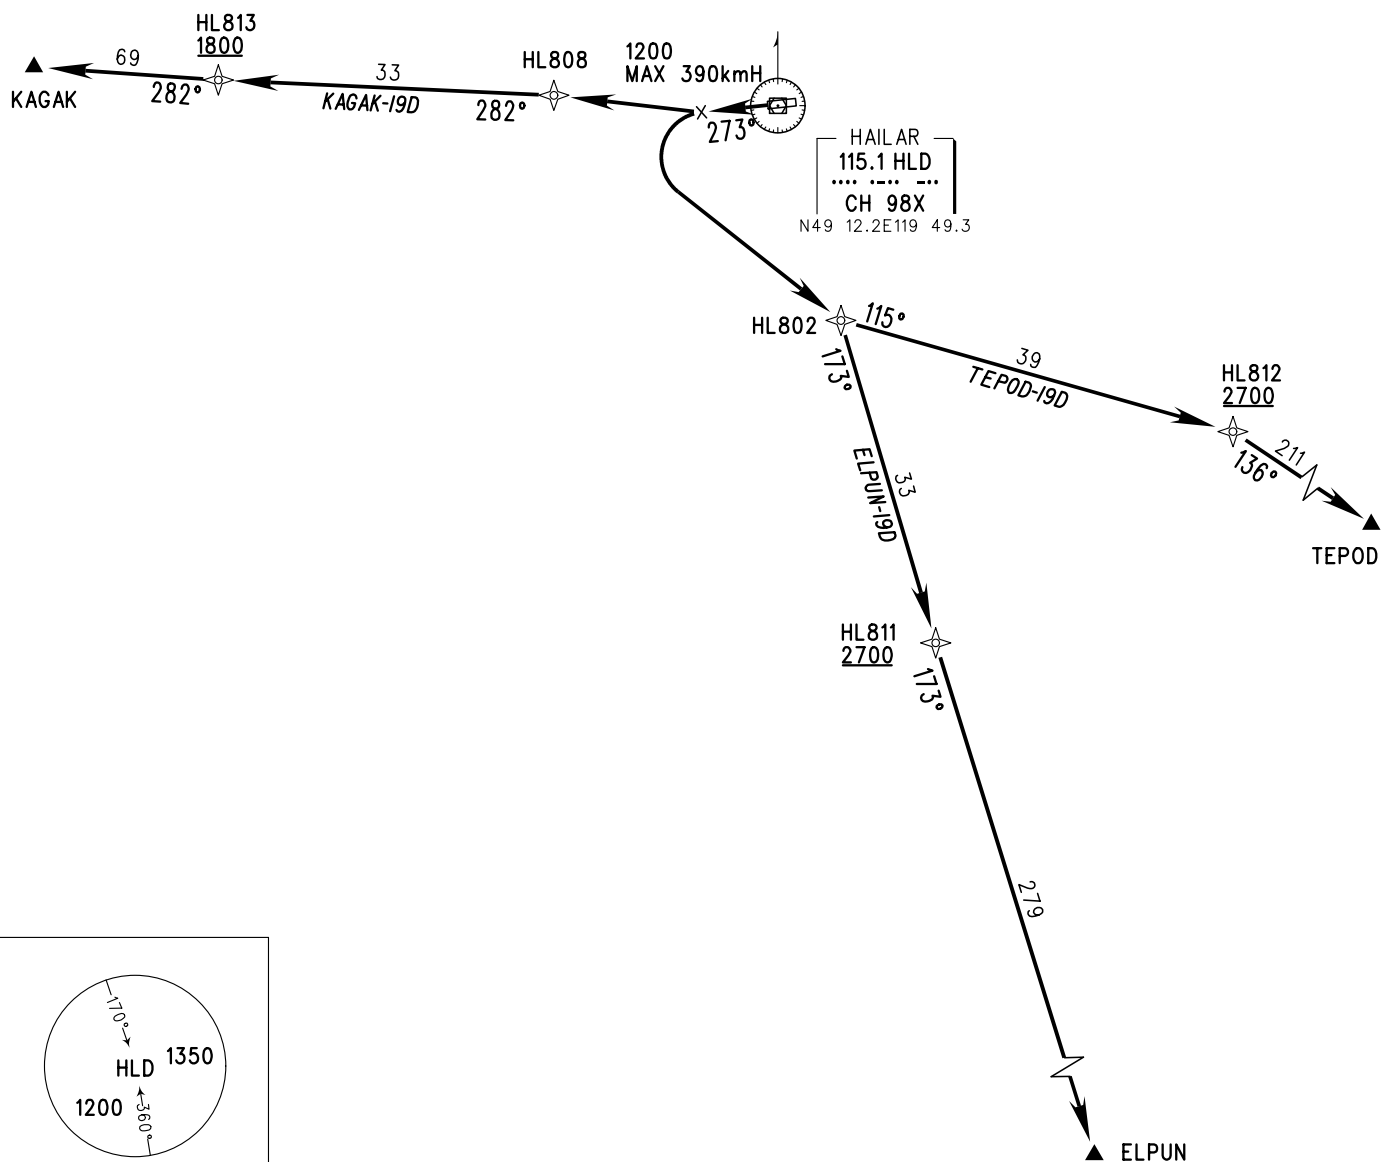 HL813
1800
69
KAGAK
282°
33
KAGAK-19D
HL808
282°
1200
MAX 390kmH
273°
HAILAR
115.1 HLD
•••• •-•• -••
CH 98X
N49 12.2E119 49.3
HL802
115°
173°
39
TEPOD-19D
HL812
2700
136°
211
TEPOD
33
ELPUN-19D
HL811
2700
173°
279
ELPUN
170°
HLD
1350
1200
360°